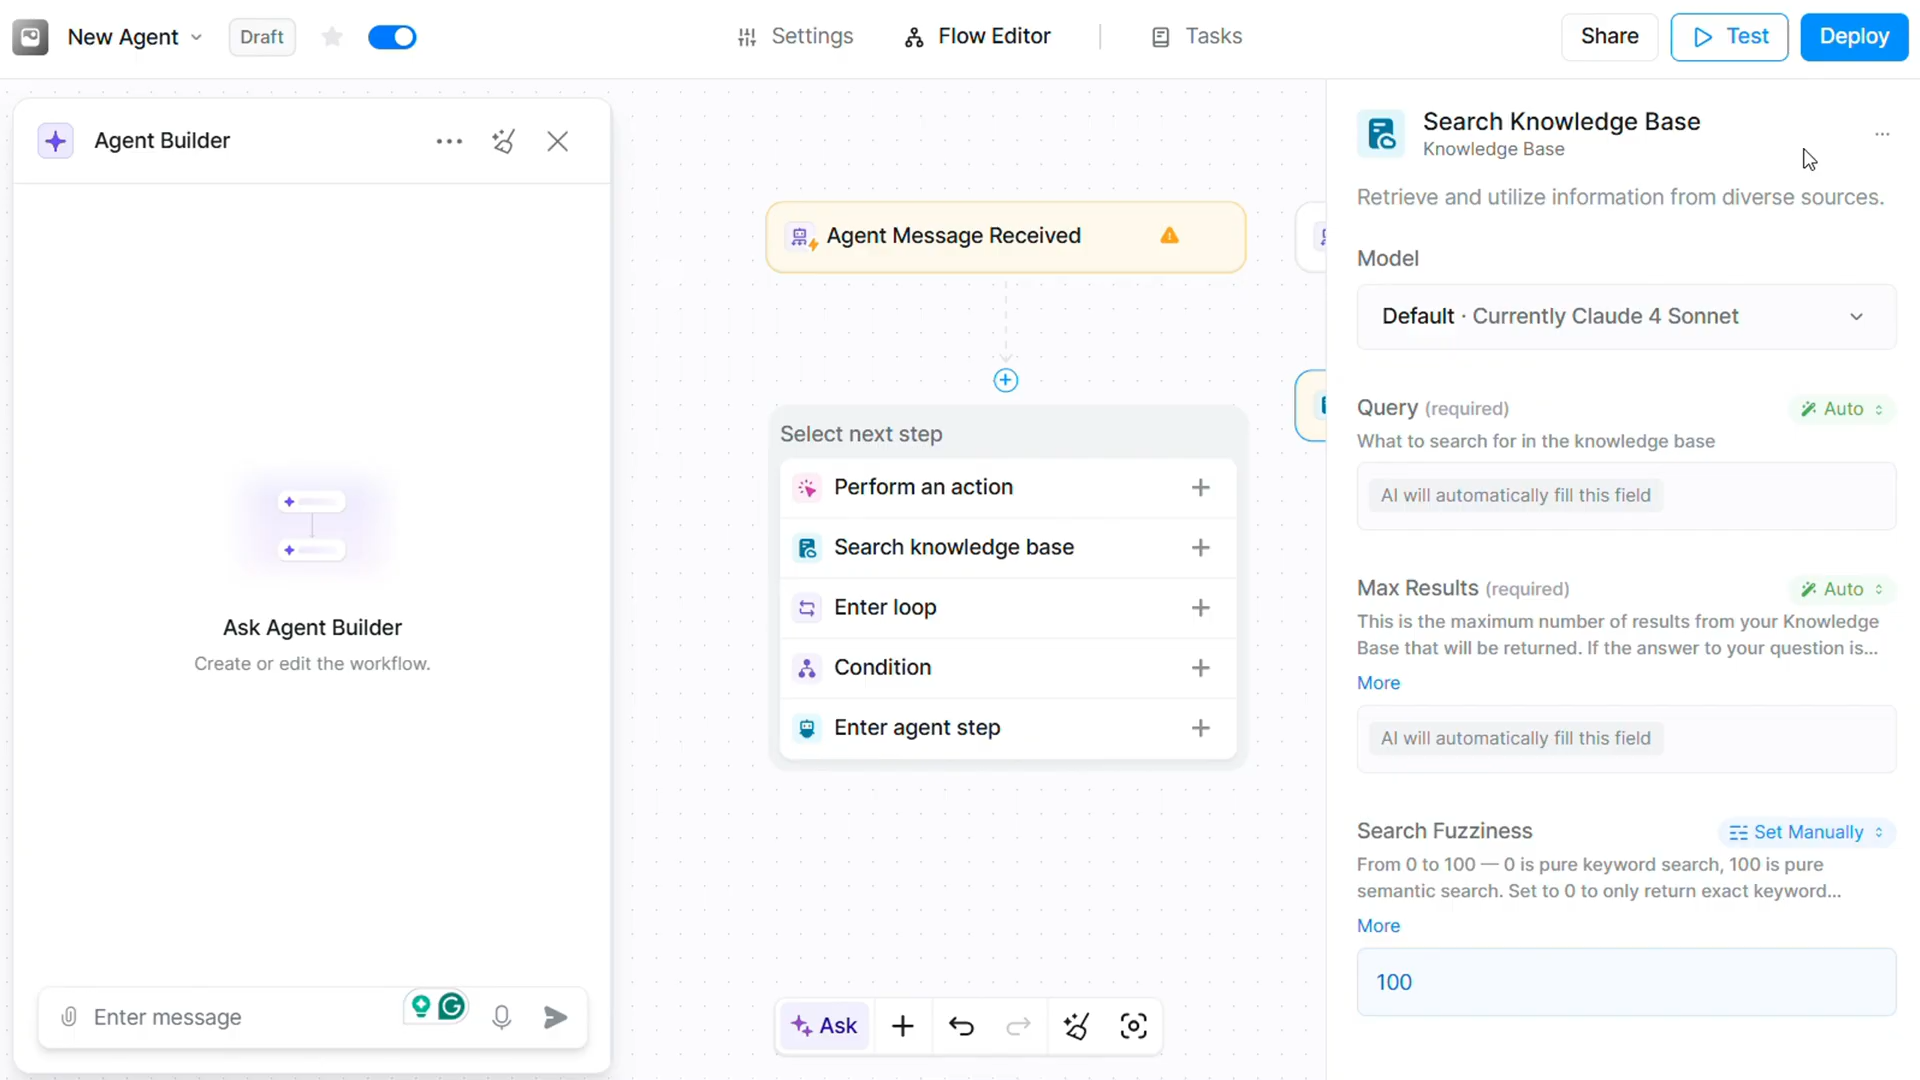 New Agent
Draft
Settings
Flow Editor
Tasks
Share
Test
Deploy
Agent Builder
Ask Agent Builder
Create or edit the workflow.
Enter message
Agent Message Received
Select next step
Perform an action
Search knowledge base
Enter loop
Condition
Enter agent step
Ask
Search Knowledge Base
Knowledge Base
Retrieve and utilize information from diverse sources.
Model
Default · Currently Claude 4 Sonnet
Query (required)
Auto
What to search for in the knowledge base
AI will automatically fill this field
Max Results (required)
Auto
This is the maximum number of results from your Knowledge
Base that will be returned. If the answer to your question is...
More
AI will automatically fill this field
Search Fuzziness
Set Manually
From 0 to 100 — 0 is pure keyword search, 100 is pure
semantic search. Set to 0 to only return exact keyword...
More
100